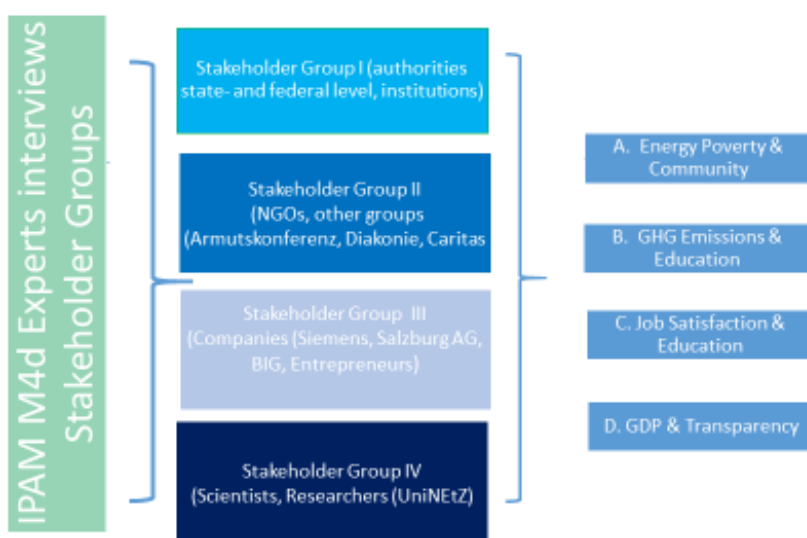 IPAM M4d Experts interviews
Stakeholder Groups
Stakeholder Group I (authorities
state- and federal level, institutions)
Stakeholder Group II
(NGOs, other groups
(Armutskonferenz, Diakonie, Caritas
Stakeholder Group III
(Companies (Siemens, Salzburg AG,
BIG, Entrepreneurs)
Stakeholder Group IV
(Scientists, Researchers (UniNEtZ)
A. Energy Poverty &
Community
B. GHG Emissions &
Education
C. Job Satisfaction &
Education
D. GDP & Transparency